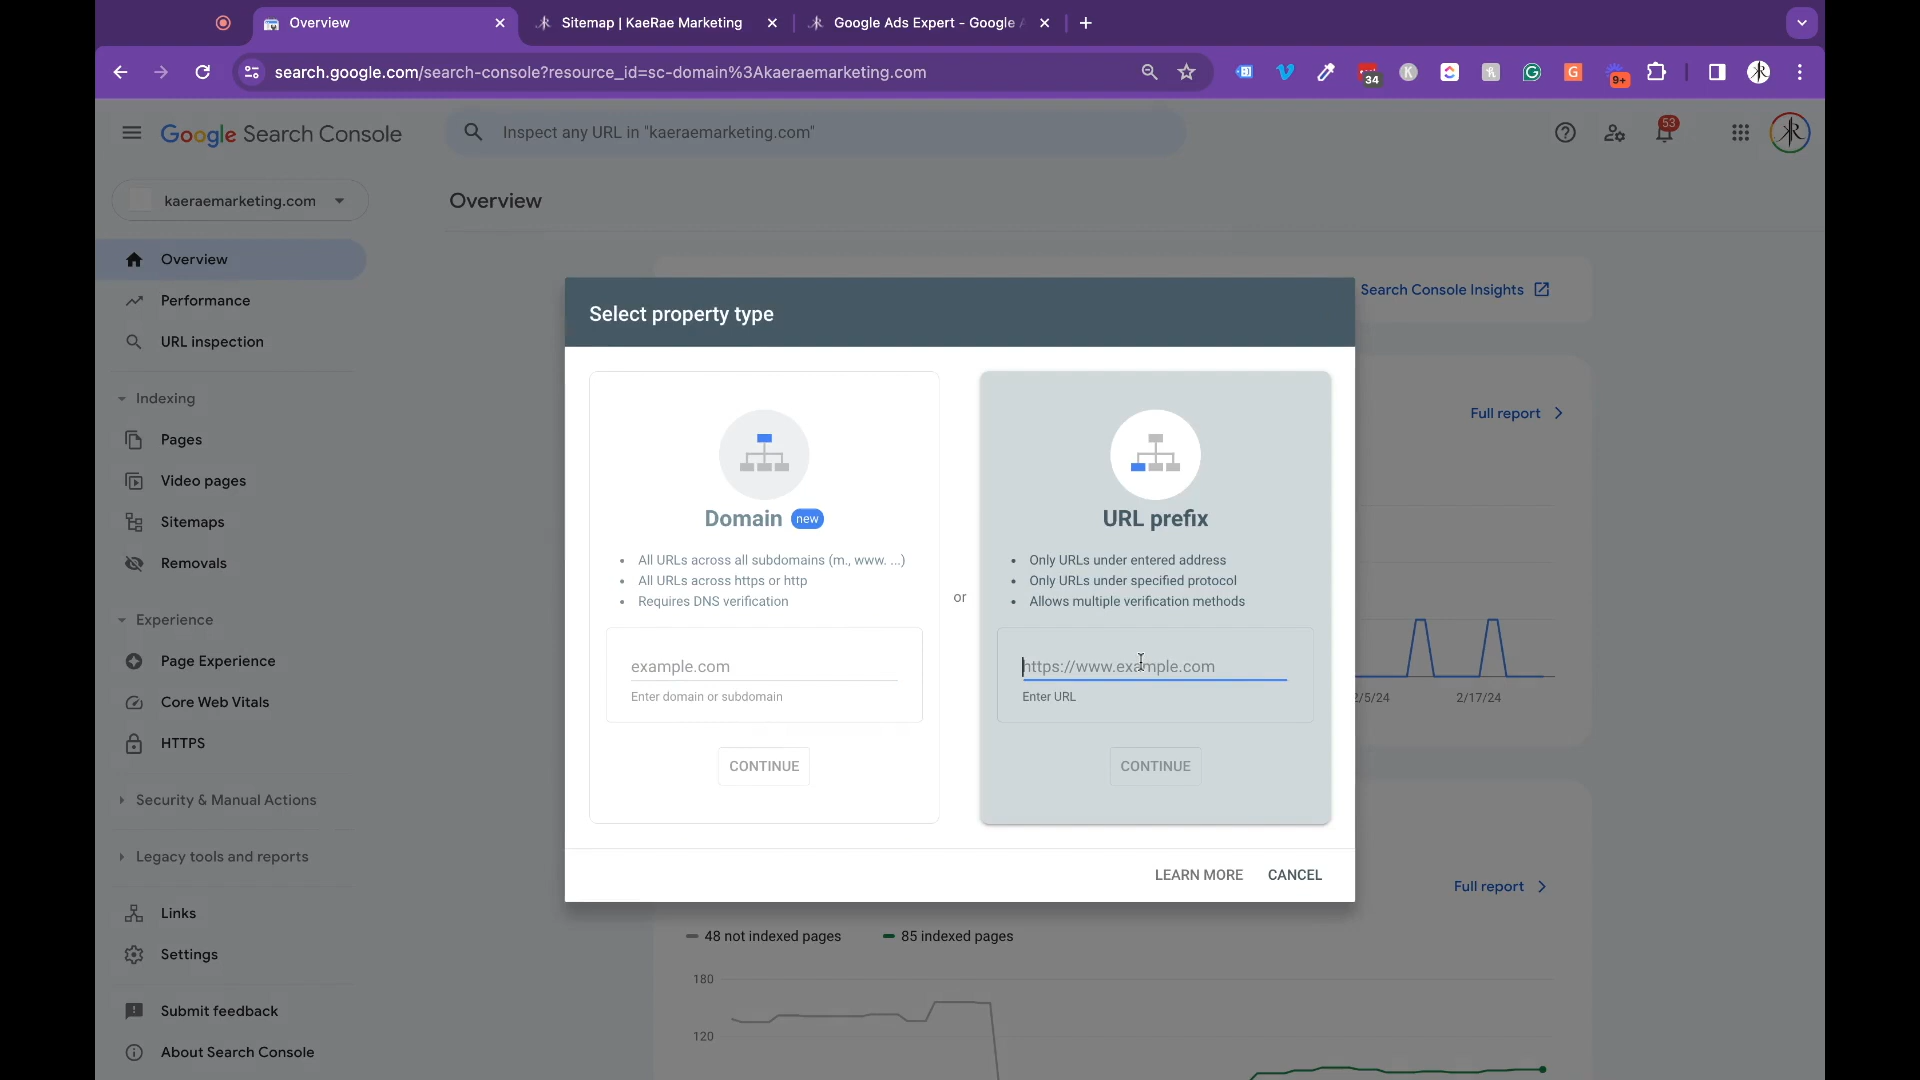 Overview
Sitemap | KaeRae Marketing
Google Ads Expert - Google
search.google.com/search-console?resource_id=sc-domain%3Akaeraemarketing.com
34
9+
Google Search Console
Inspect any URL in "kaeraemarketing.com"
53
kaeraemarketing.com
Overview
Overview
Performance
URL inspection
Indexing
Pages
Video pages
Sitemaps
Removals
Experience
Page Experience
Core Web Vitals
HTTPS
Security & Manual Actions
Legacy tools and reports
Links
Settings
Submit feedback
About Search Console
Search Console Insights
Full report
Select property type
Domain new
All URLs across all subdomains (m., www. ...)
All URLs across https or http
Requires DNS verification
example.com
Enter domain or subdomain
CONTINUE
or
URL prefix
Only URLs under entered address
Only URLs under specified protocol
Allows multiple verification methods
https://www.example.com
Enter URL
CONTINUE
LEARN MORE
CANCEL
2/5/24
2/17/24
Full report
48 not indexed pages
85 indexed pages
180
120